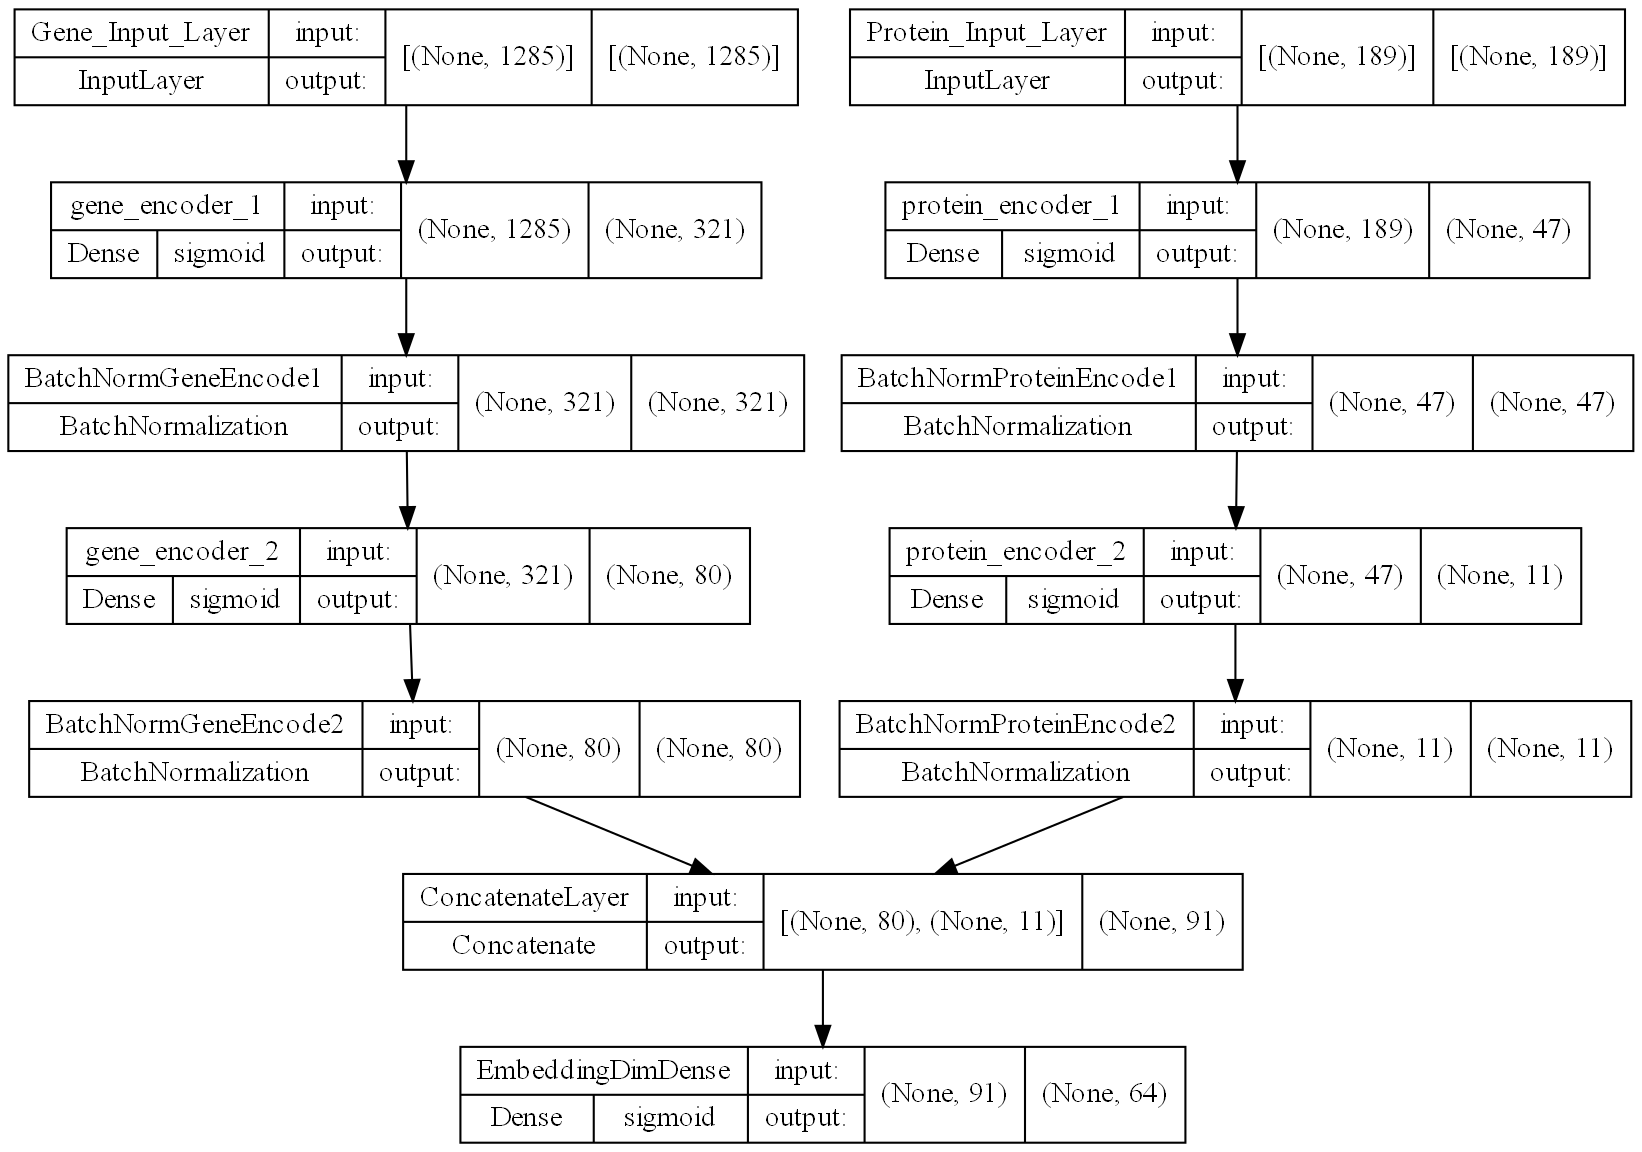 Gene_Input_Layer input: [(None, 1285)] [(None, 1285)]
InputLayer output:
Protein_Input_Layer input: [(None, 189)] [(None, 189)]
InputLayer output:
gene_encoder_1 input: (None, 1285) (None, 321)
Dense sigmoid output:
protein_encoder_1 input: (None, 189) (None, 47)
Dense sigmoid output:
BatchNormGeneEncode1 input: (None, 321) (None, 321)
BatchNormalization output:
BatchNormProteinEncode1 input: (None, 47) (None, 47)
BatchNormalization output:
gene_encoder_2 input: (None, 321) (None, 80)
Dense sigmoid output:
protein_encoder_2 input: (None, 47) (None, 11)
Dense sigmoid output:
BatchNormGeneEncode2 input: (None, 80) (None, 80)
BatchNormalization output:
BatchNormProteinEncode2 input: (None, 11) (None, 11)
BatchNormalization output:
ConcatenateLayer input: [(None, 80), (None, 11)] (None, 91)
Concatenate output:
EmbeddingDimDense input: (None, 91) (None, 64)
Dense sigmoid output: